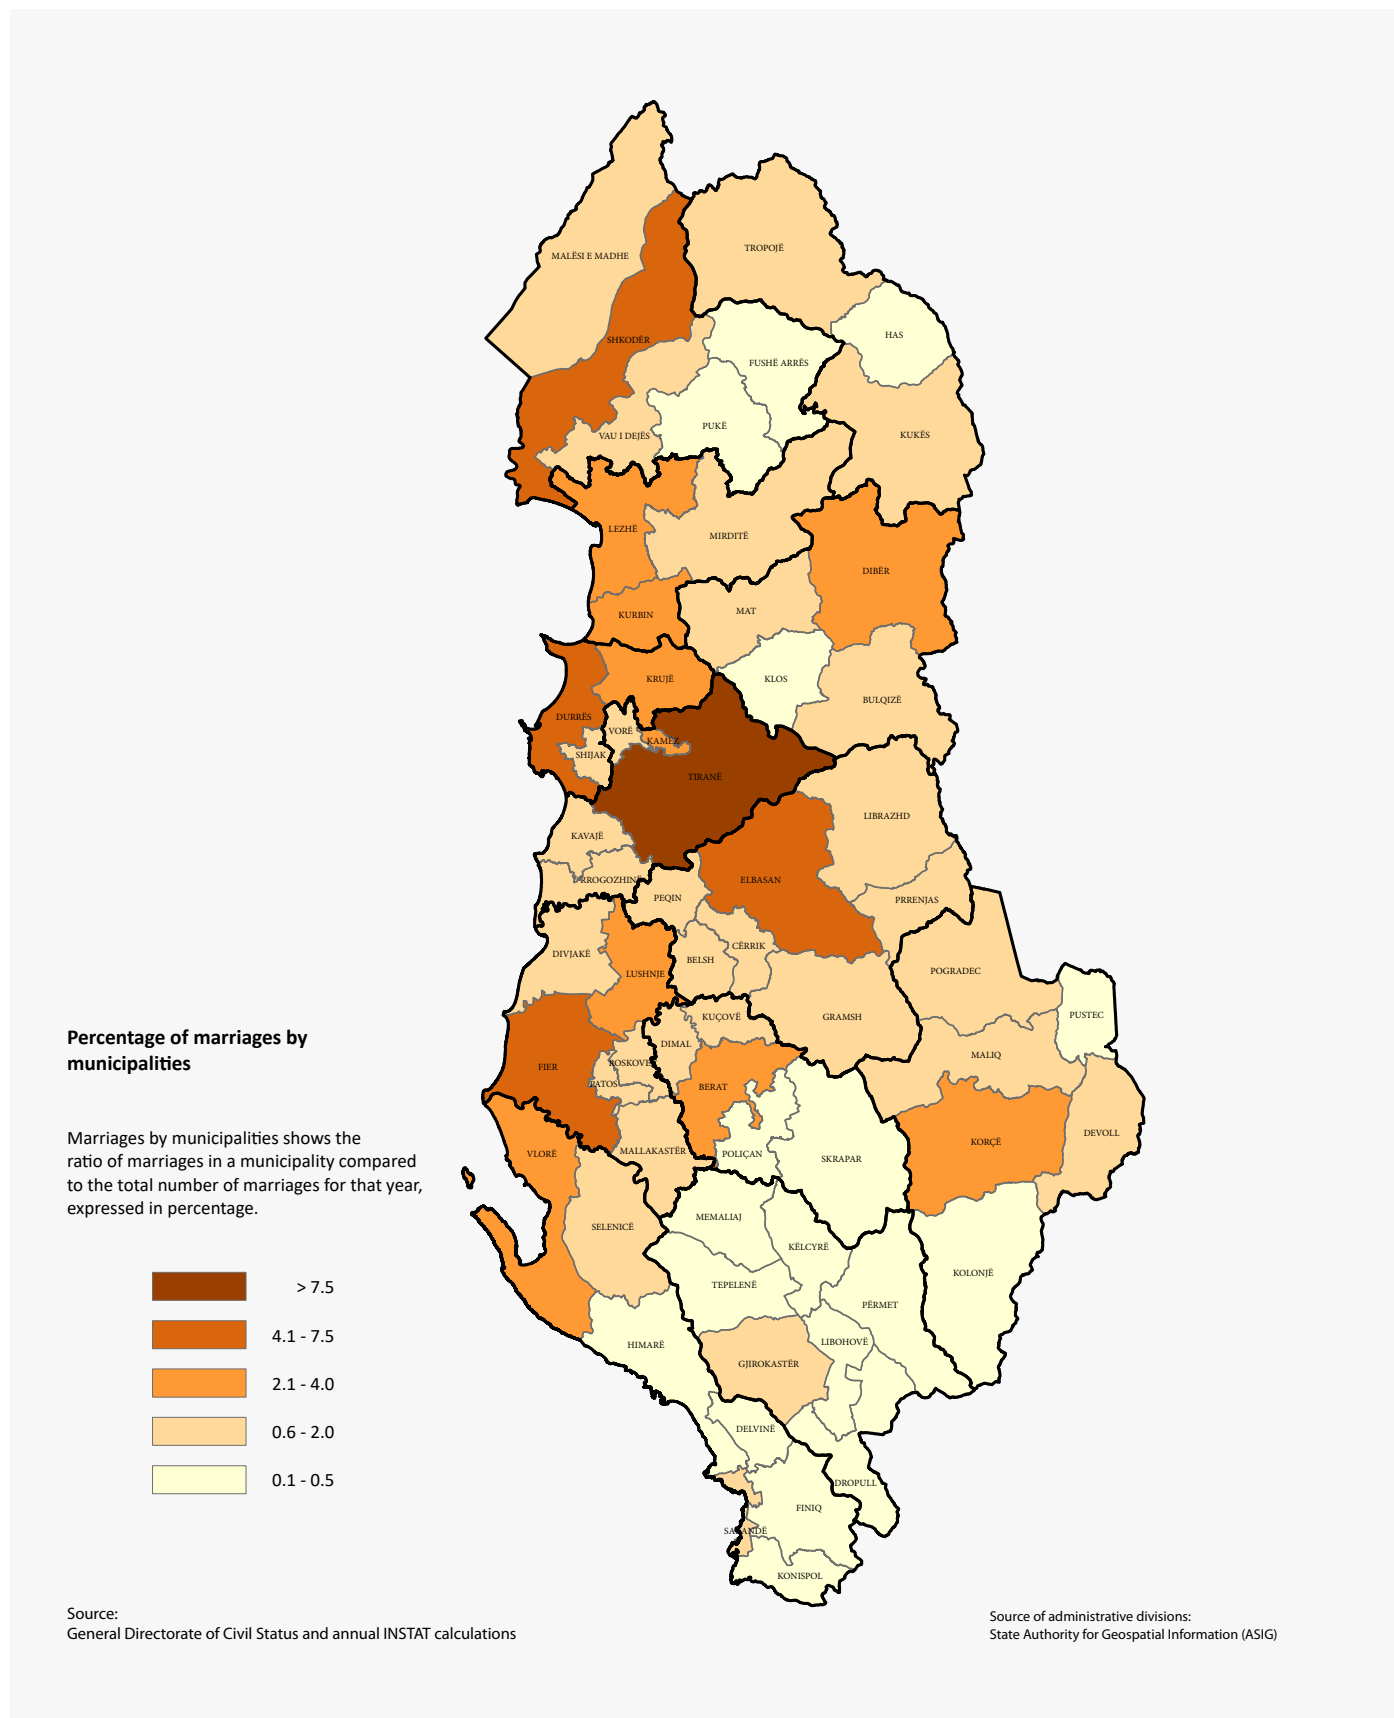 MALËSI E MADHE
TROPOJË
HAS
SHKODËR
FUSHË ARRËS
PUKË
VAU I DEJËS
KUKËS
LEZHË
MIRDITË
DIBËR
KURBIN
MAT
KRUJË
KLOS
BULQIZË
DURRËS
VORË
KAMËZ
SHIJAK
TIRANË
LIBRAZHD
KAVAJË
RROGOZHINË
ELBASAN
PEQIN
PRRENJAS
DIVJAKË
CËRRIK
BELSH
LUSHNJE
POGRADEC
KUÇOVË
GRAMSH
PUSTEC
DIMAL
MALIQ
ROSKOVEC
FIER
PATOS
BERAT
DEVOLL
KORÇË
MALLAKASTËR
VLORË
POLIÇAN
SKRAPAR
MEMALIAJ
SELENICË
KËLCYRË
KOLONJË
TEPELENË
PËRMET
LIBOHOVË
HIMARË
GJIROKASTËR
DELVINË
DROPULL
FINIQ
SARANDË
KONISPOL
Percentage of marriages by
municipalities
Marriages by municipalities shows the
ratio of marriages in a municipality compared
to the total number of marriages for that year,
expressed in percentage.
> 7.5
4.1 - 7.5
2.1 - 4.0
0.6 - 2.0
0.1 - 0.5
Source:
General Directorate of Civil Status and annual INSTAT calculations
Source of administrative divisions:
State Authority for Geospatial Information (ASIG)